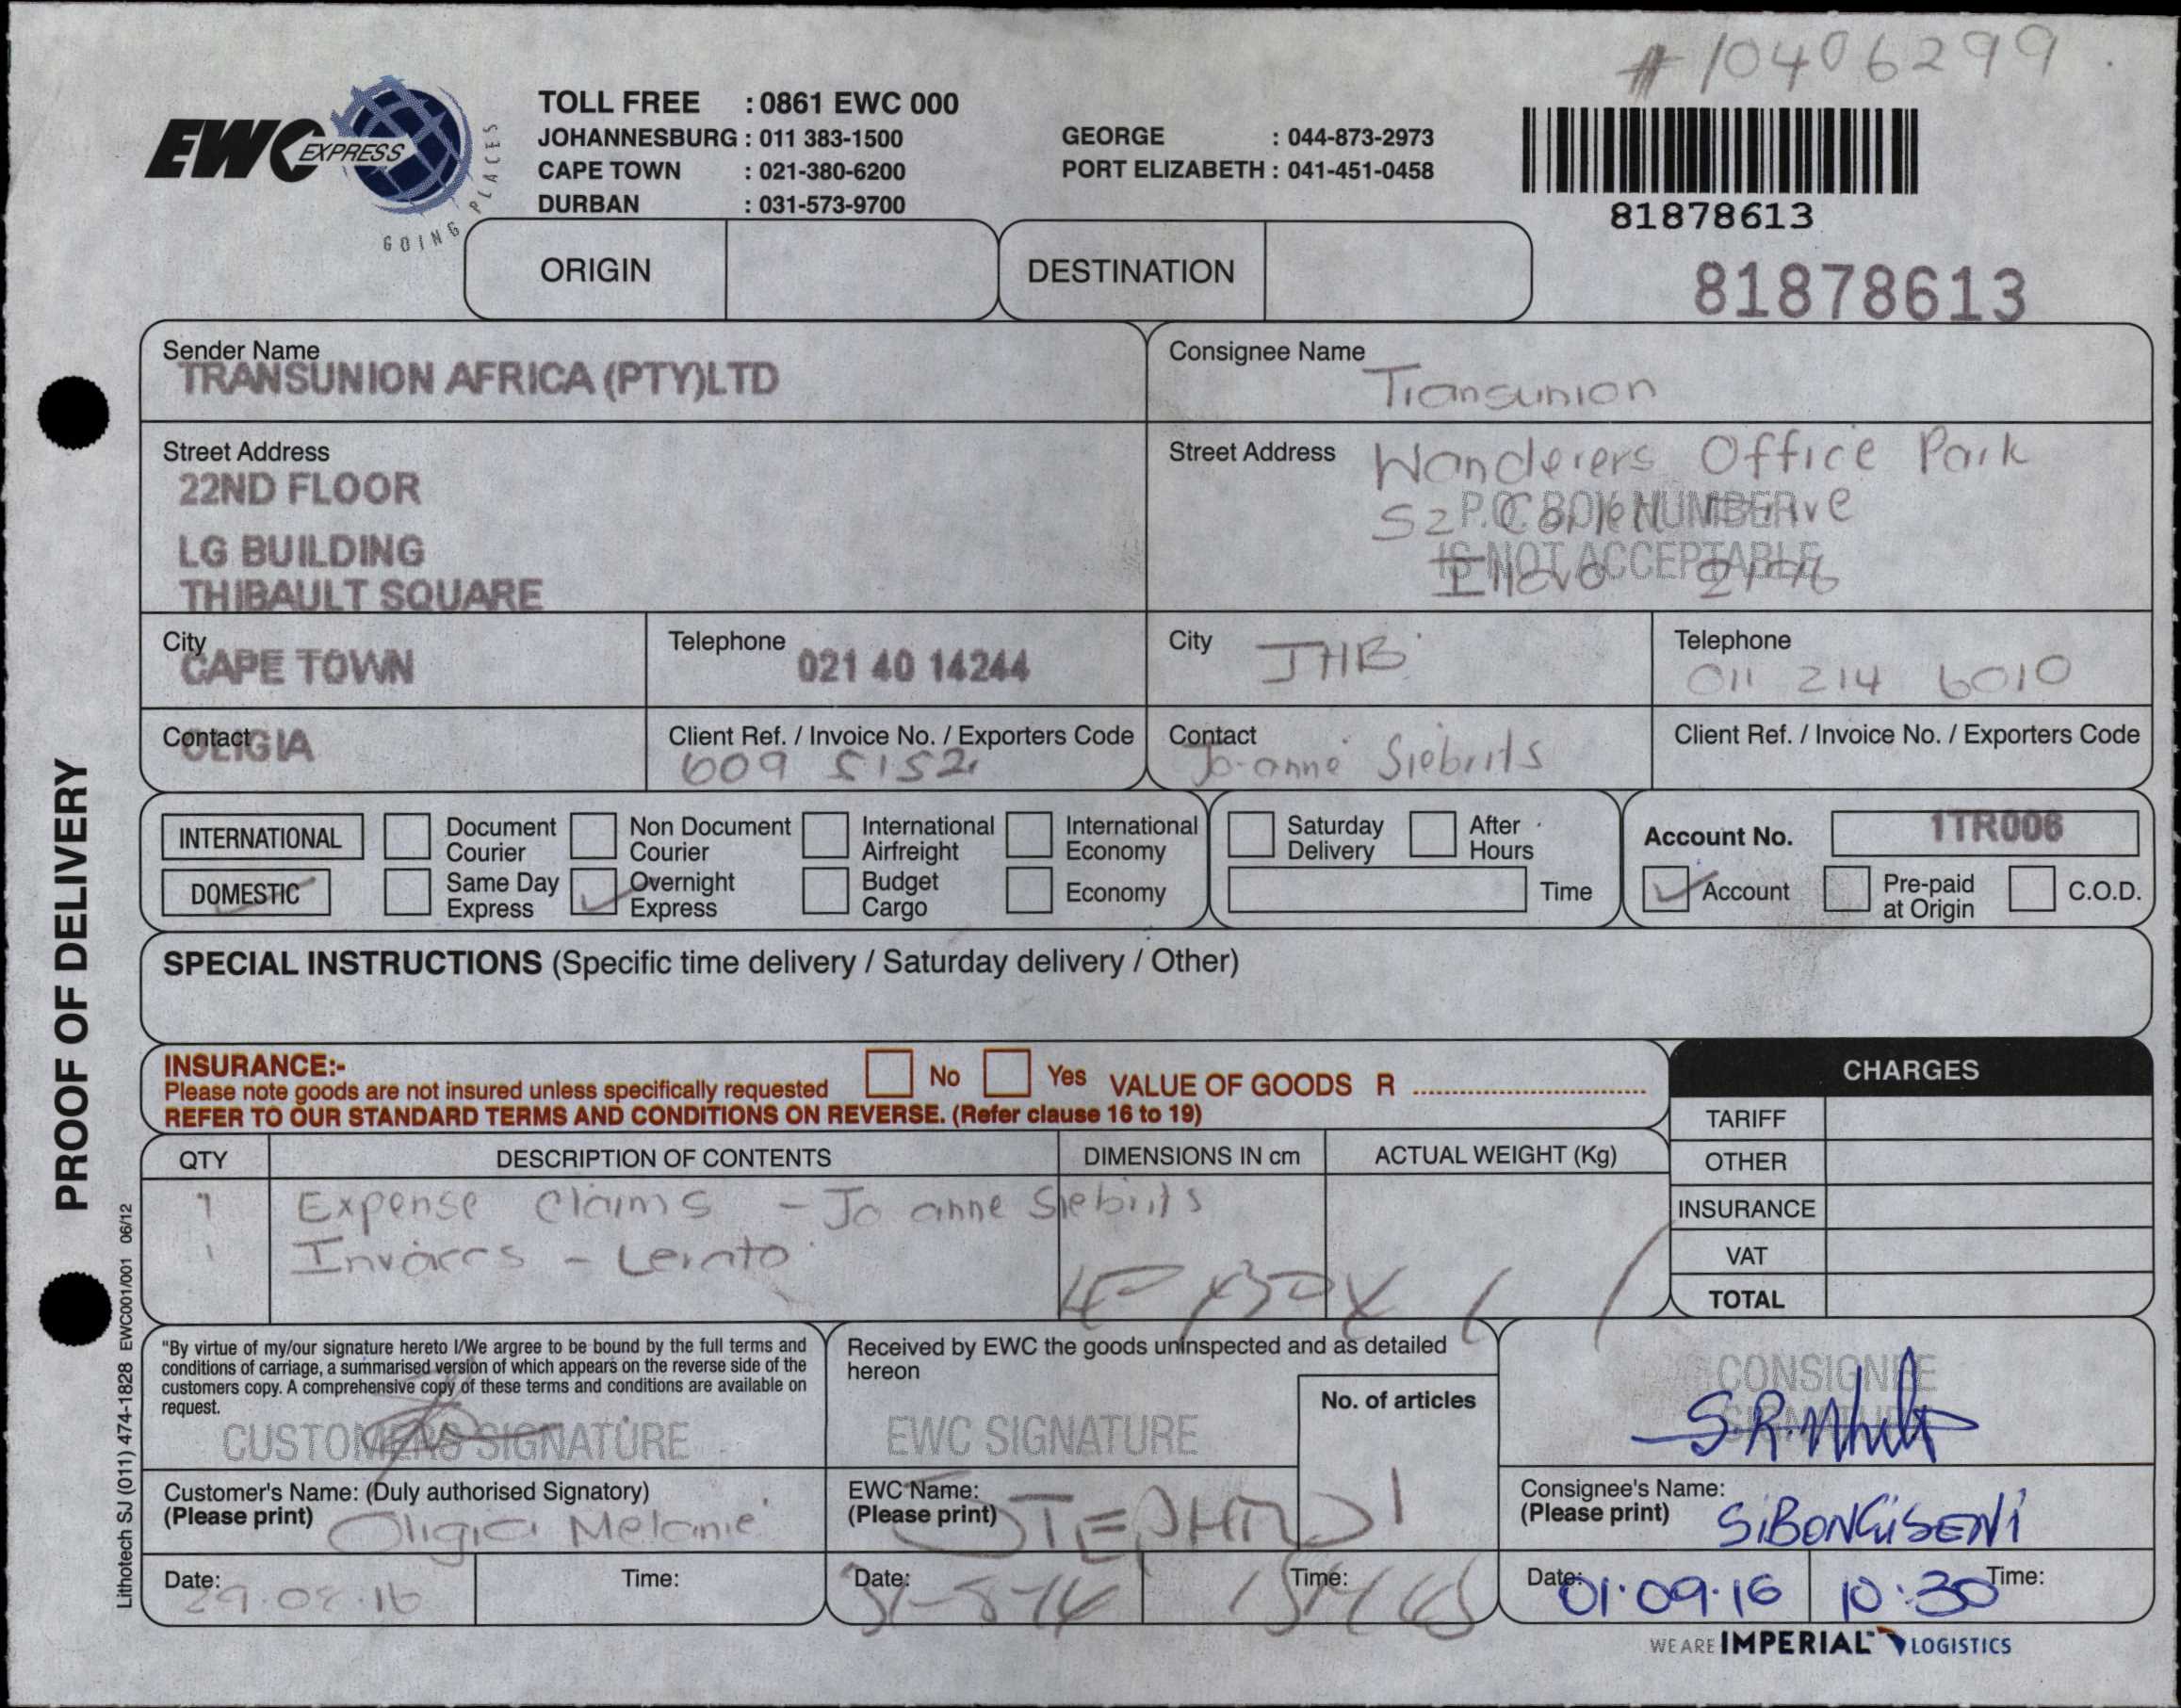 # 10406299
EWC EXPRESS
GOING PLACES
TOLL FREE : 0861 EWC 000
JOHANNESBURG : 011 383-1500
CAPE TOWN : 021-380-6200
DURBAN : 031-573-9700
GEORGE : 044-873-2973
PORT ELIZABETH : 041-451-0458
81878613
81878613
ORIGIN
DESTINATION
PROOF OF DELIVERY
Lithotech SJ (011) 474-1828 EWC001/001 06/12
Sender Name
TRANSUNION AFRICA (PTY)LTD
Consignee Name
Transunion
Street Address
22ND FLOOR
LG BUILDING
THIBAULT SQUARE
Street Address
Wanderers Office Park
52 Corlett Drive
Illovo 2196
P.O. BOX NUMBER
IS NOT ACCEPTABLE
City
CAPE TOWN
Telephone
021 40 14244
City
JHB
Telephone
011 214 6010
Contact
OLIGIA
Client Ref. / Invoice No. / Exporters Code
609 5152
Contact
Jo-anne Siebrits
Client Ref. / Invoice No. / Exporters Code
INTERNATIONAL
Document Courier
Non Document Courier
International Airfreight
International Economy
Saturday Delivery
After Hours
Account No.
1TR006
DOMESTIC
Same Day Express
Overnight Express
Budget Cargo
Economy
Time
Account
Pre-paid at Origin
C.O.D.
SPECIAL INSTRUCTIONS (Specific time delivery / Saturday delivery / Other)
INSURANCE:-
Please note goods are not insured unless specifically requested
No
Yes
VALUE OF GOODS R
REFER TO OUR STANDARD TERMS AND CONDITIONS ON REVERSE. (Refer clause 16 to 19)
CHARGES
TARIFF
OTHER
INSURANCE
VAT
TOTAL
QTY
DESCRIPTION OF CONTENTS
DIMENSIONS IN cm
ACTUAL WEIGHT (Kg)
1 Expense claims - Jo anne Siebrits
1 Invoices - Lerato
"By virtue of my/our signature hereto I/We argree to be bound by the full terms and
conditions of carriage, a summarised version of which appears on the reverse side of the
customers copy. A comprehensive copy of these terms and conditions are available on
request.
CUSTOMERS SIGNATURE
Received by EWC the goods uninspected and as detailed
hereon
EWC SIGNATURE
No. of articles
1
CONSIGNEE
SIGNATURE
Customer's Name: (Duly authorised Signatory)
(Please print) Oligia Melanie
EWC Name:
(Please print)
Consignee's Name:
(Please print) SiBONGiSENi
Date: 29.08.16
Time:
Date:
Time:
Date: 01.09.16
10:30 Time:
WE ARE IMPERIAL LOGISTICS